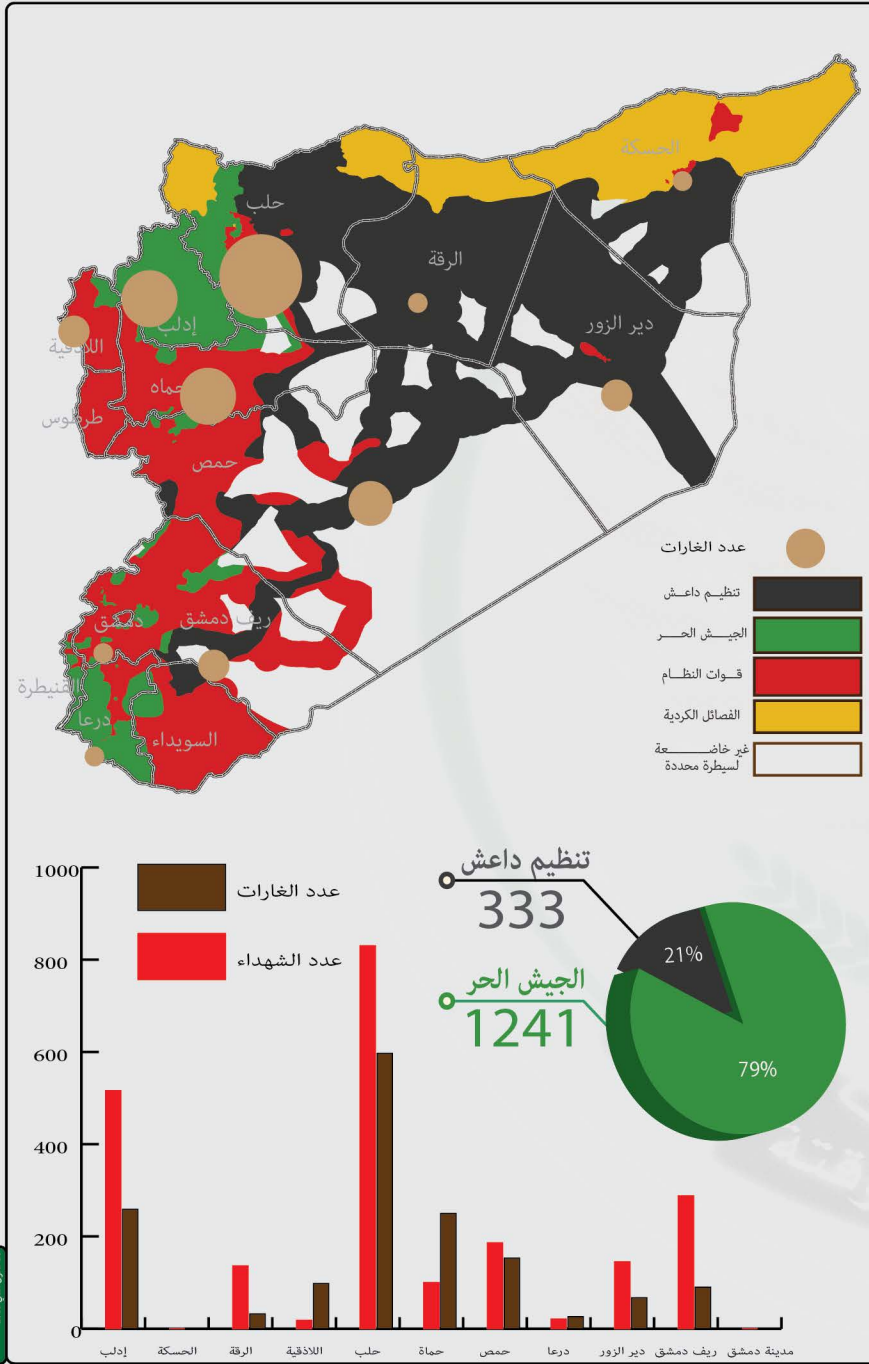 الحسكة
حلب
الرقة
دير الزور
إدلب
اللاذقية
حماه
طرطوس
حمص
ريف دمشق
دمشق
القنيطرة
درعا
السويداء
عدد الغارات
تنظيم داعش
الجيش الحر
قوات النظام
الفصائل الكردية
غير خاضعة
لسيطرة محددة
1000
800
600
400
200
0
عدد الغارات
عدد الشهداء
تنظيم داعش
333
الجيش الحر
1241
21%
79%
إدلب
الحسكة
الرقة
اللاذقية
حلب
حماة
حمص
درعا
دير الزور
ريف دمشق
مدينة دمشق